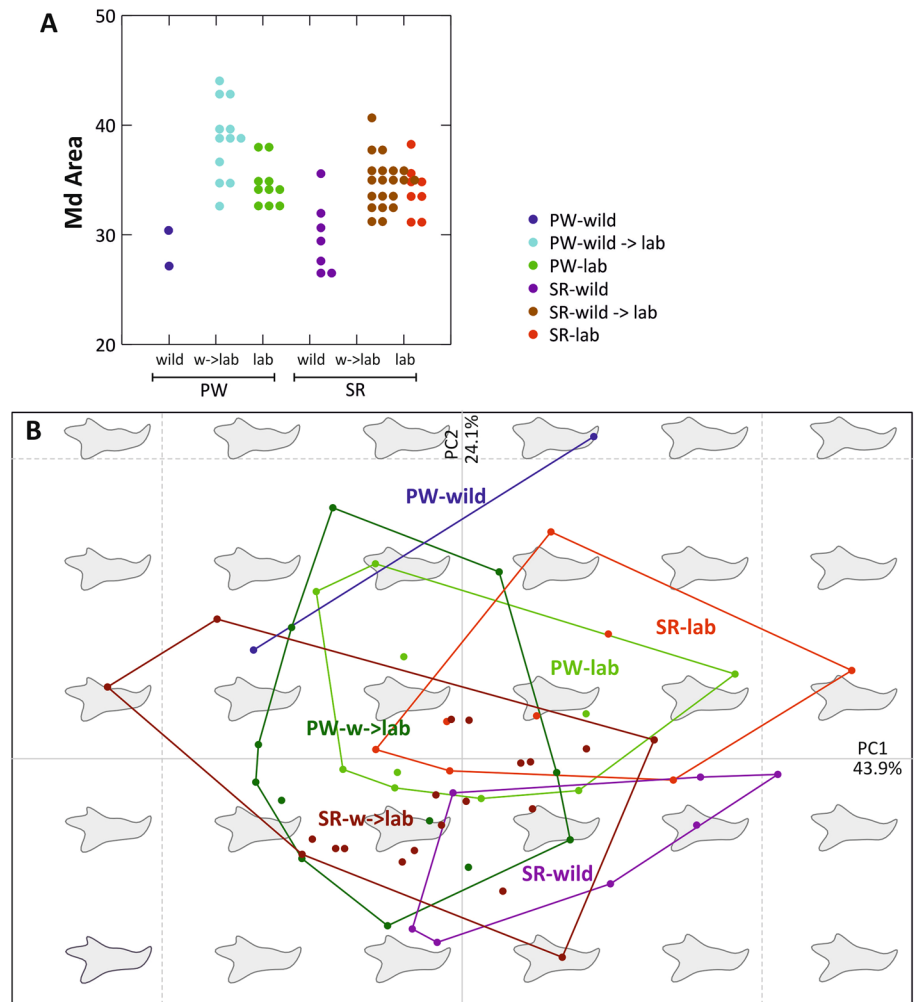 A
50
40
30
20
Md Area
wild w->lab lab wild w->lab lab
PW SR
PW-wild
PW-wild -> lab
PW-lab
SR-wild
SR-wild -> lab
SR-lab
B
PC2
24.1%
PW-wild
SR-lab
PW-lab
PW-w->lab
PC1
43.9%
SR-w->lab
SR-wild